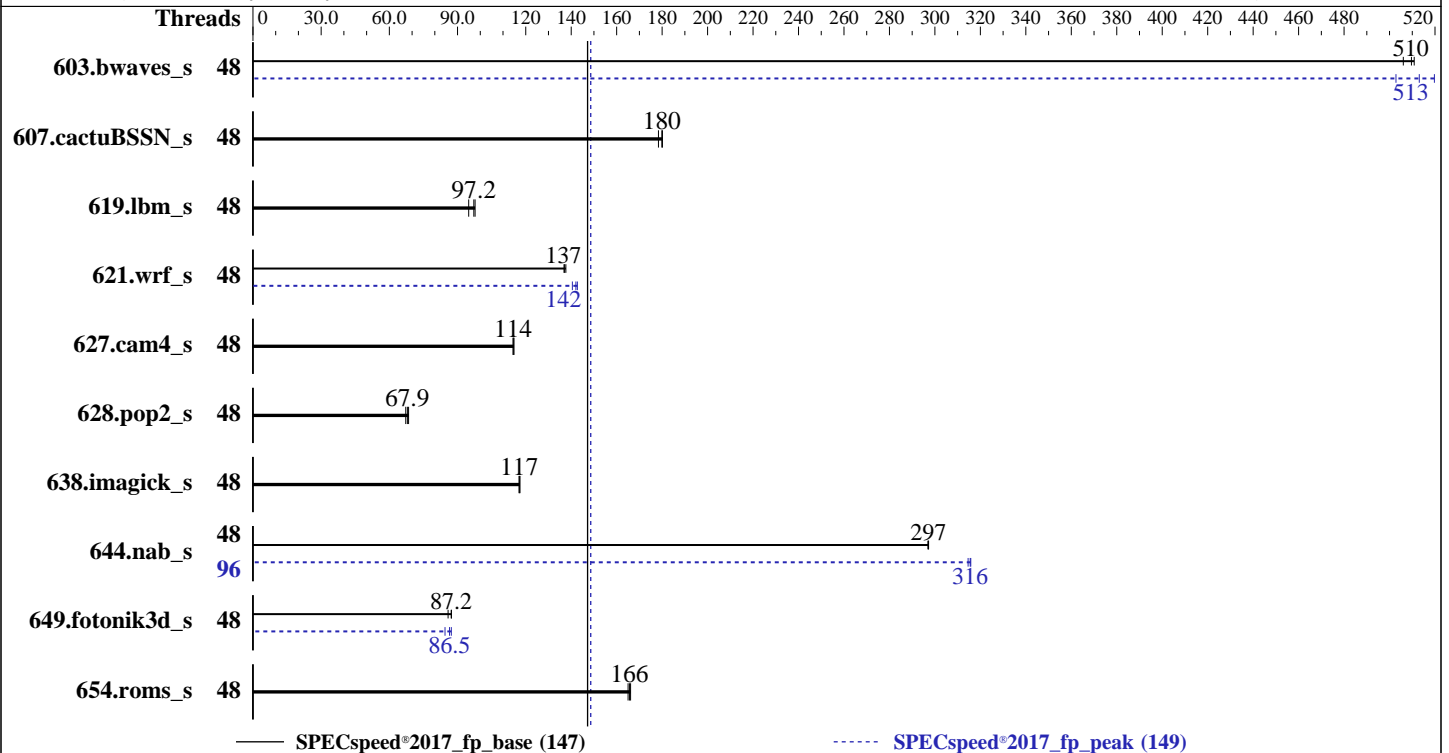 Threads 0 30.0 60.0 90.0 120 140 160 180 200 220 240 260 280 300 320 340 360 380 400 420 440 460 480 520
603.bwaves_s 48 510
513
607.cactuBSSN_s 48 180
619.lbm_s 48 97.2
621.wrf_s 48 137
142
627.cam4_s 48 114
628.pop2_s 48 67.9
638.imagick_s 48 117
644.nab_s 48 297
96 316
649.fotonik3d_s 48 87.2
86.5
654.roms_s 48 166
SPECspeed®2017_fp_base (147) SPECspeed®2017_fp_peak (149)